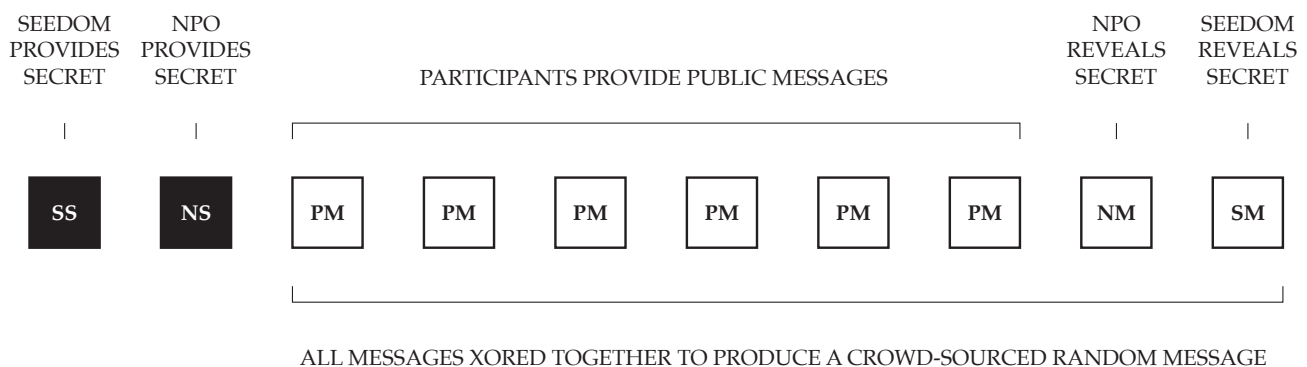 SEEDOM
PROVIDES
SECRET
NPO
PROVIDES
SECRET
PARTICIPANTS PROVIDE PUBLIC MESSAGES
NPO
REVEALS
SECRET
SEEDOM
REVEALS
SECRET
SS
NS
PM
PM
PM
PM
PM
PM
NM
SM
ALL MESSAGES XORED TOGETHER TO PRODUCE A CROWD-SOURCED RANDOM MESSAGE